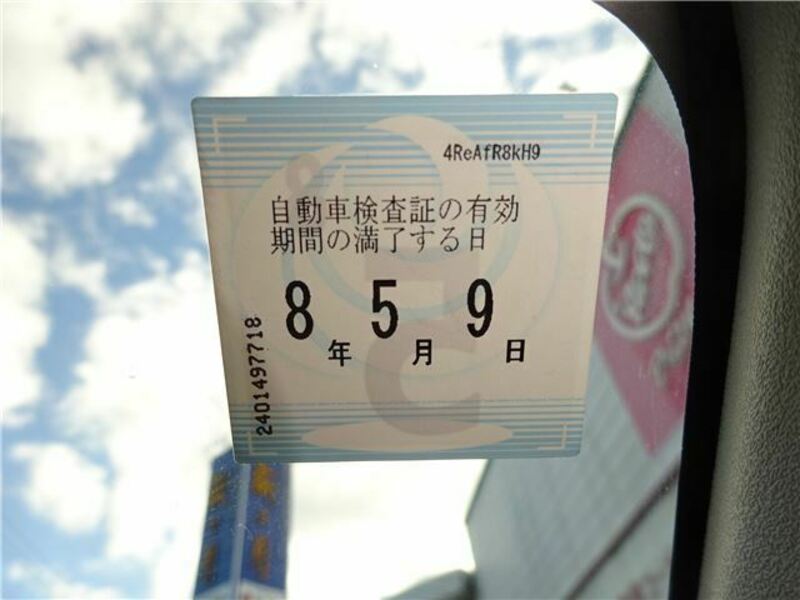 4ReAfR8kH9
自動車検査証の有効
期間の満了する日
8年 5月 9日
2401497718